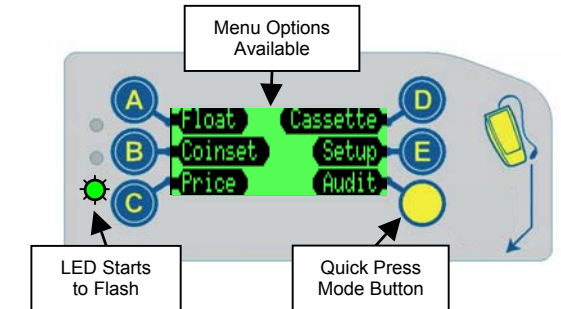 Menu Options
Available
A
Float
Cassette
D
B
Coinset
Setup
E
C
Price
Audit
LED Starts
to Flash
Quick Press
Mode Button